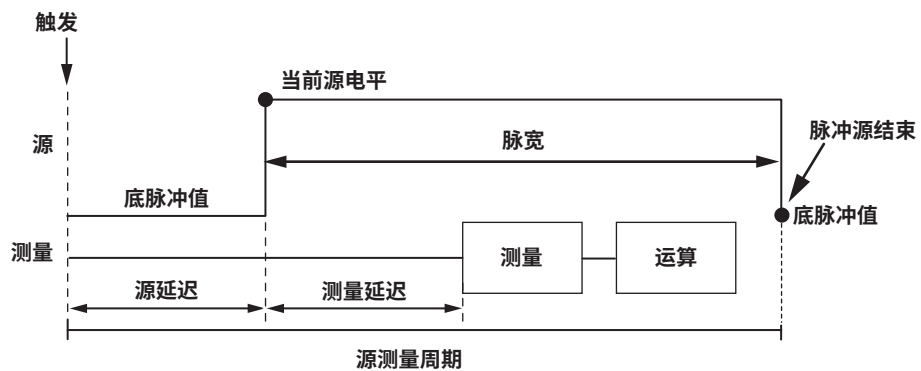 触发
当前源电平
源
脉宽
脉冲源结束
底脉冲值
底脉冲值
测量
测量
运算
源延迟
测量延迟
源测量周期